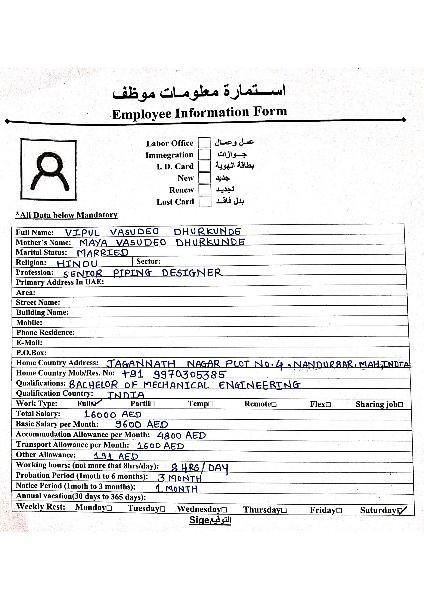 استمارة معلومات موظف
Employee Information Form
Labor Office عمل وعمال
Immegration جوازات
I. D. Card بطاقة الهوية
New جديد
Renew تجديد
Lost Card بدل فاقد
*All Data below Mandatory
Full Name: VIPUL VASUDEO DHURKUNDE
Mother's Name: MAYA VASUDEO DHURKUNDE
Marital Status: MARRIED
Religion: HINDU Sector:
Profession: SENIOR PIPING DESIGNER
Primary Address In UAE:
Area:
Street Name:
Building Name:
Mobile:
Phone Residence:
E-Mail:
P.O.Box:
Home Country Address: JAGANNATH NAGAR PLOT NO.4, NANDURBAR, MAH, INDIA
Home Country Mob/Res. No: +91 9970305385
Qualifications: BACHELOR OF MECHANICAL ENGINEERING
Qualification Country: INDIA
Work Type: Full Part Temp Remote Flex Sharing job
Total Salary: 16000 AED
Basic Salary per Month: 9600 AED
Accommodation Allowance per Month: 4800 AED
Transport Allowance per Month: 1600 AED
Other Allowance: 191 AED
Working hours: (not more that 8hrs/day): 8 HRS/DAY
Probation Period (1moth to 6 months): 3 MONTH
Notice Period (1moth to 3 months): 1 MONTH
Annual vacation(30 days to 365 days):
Weekly Rest: Monday Tuesday Wednesday Thursday Friday Saturday
Sige التوقيع